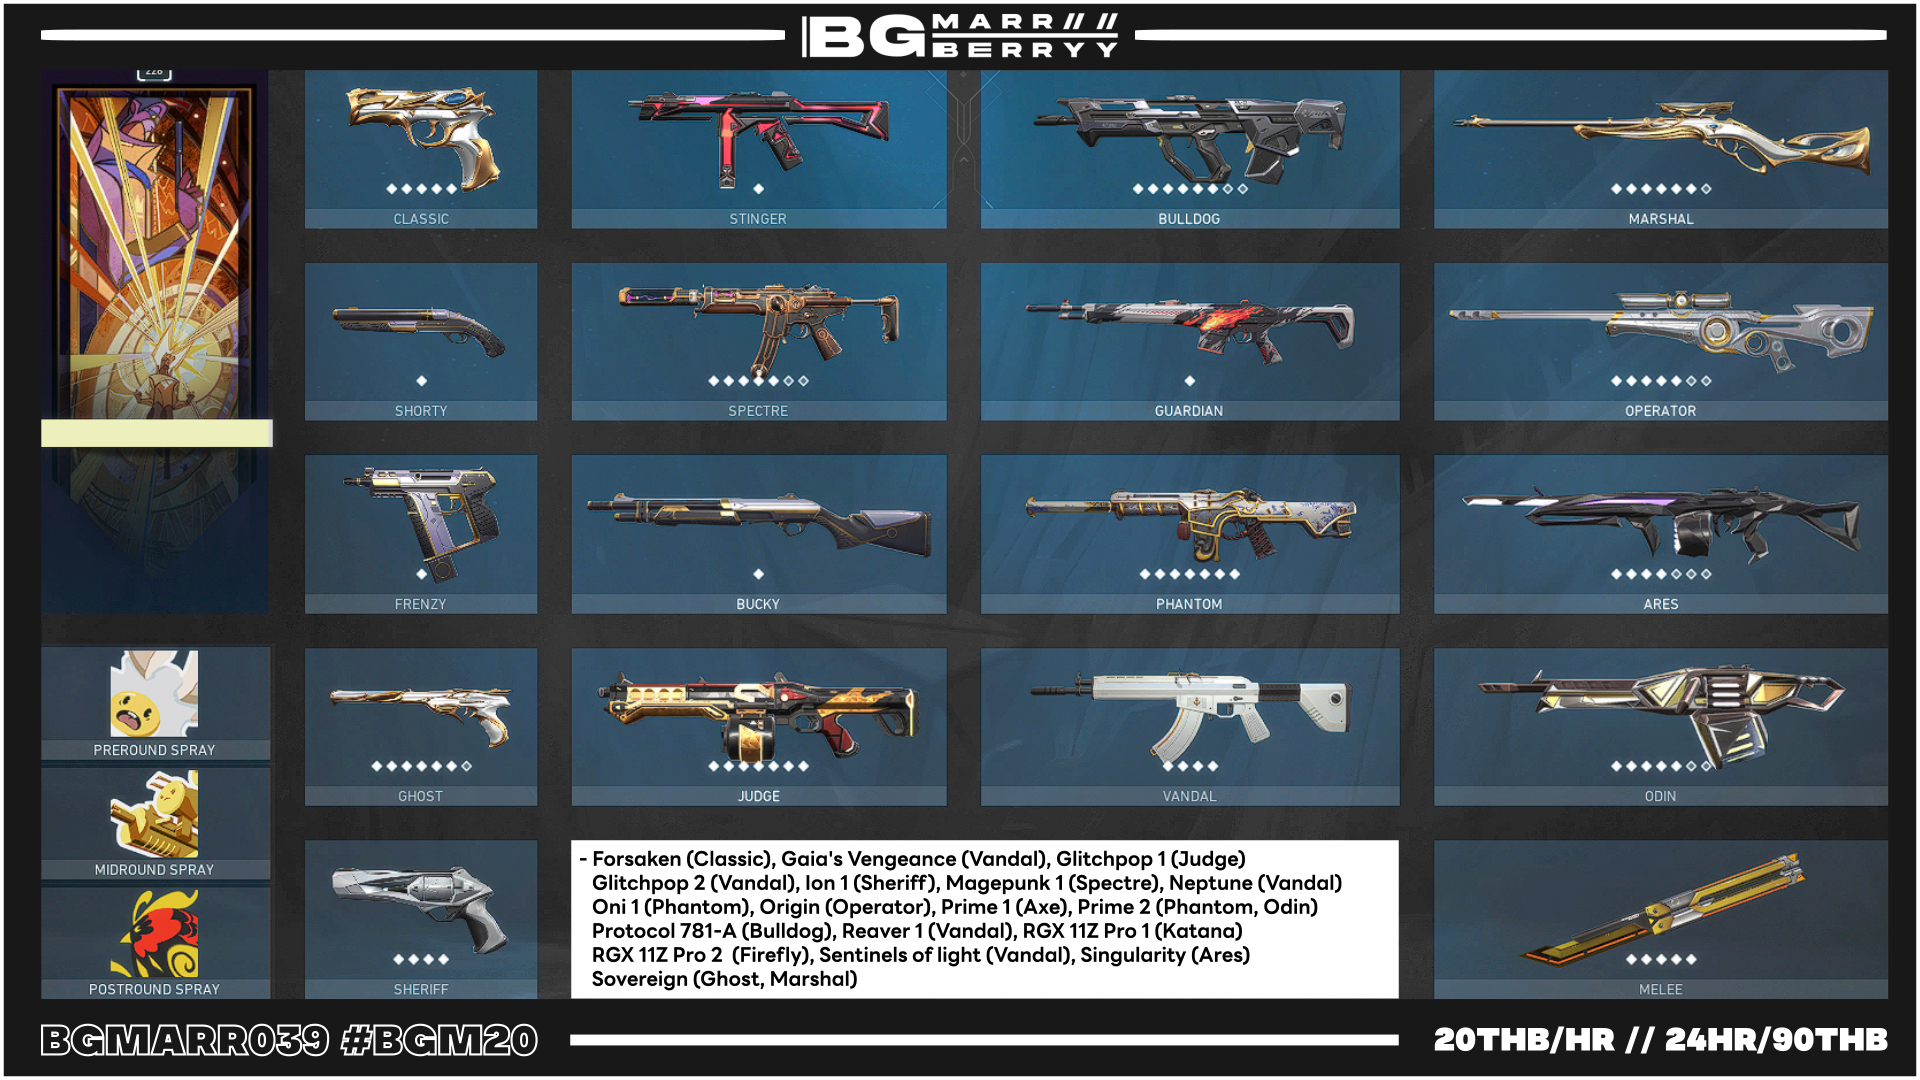 BG MARR// //
BERRYY
228
CLASSIC
STINGER
BULLDOG
MARSHAL
SHORTY
SPECTRE
GUARDIAN
OPERATOR
FRENZY
BUCKY
PHANTOM
ARES
PREROUND SPRAY
MIDROUND SPRAY
POSTROUND SPRAY
GHOST
JUDGE
VANDAL
ODIN
SHERIFF
- Forsaken (Classic), Gaia's Vengeance (Vandal), Glitchpop 1 (Judge)
Glitchpop 2 (Vandal), Ion 1 (Sheriff), Magepunk 1 (Spectre), Neptune (Vandal)
Oni 1 (Phantom), Origin (Operator), Prime 1 (Axe), Prime 2 (Phantom, Odin)
Protocol 781-A (Bulldog), Reaver 1 (Vandal), RGX 11Z Pro 1 (Katana)
RGX 11Z Pro 2 (Firefly), Sentinels of light (Vandal), Singularity (Ares)
Sovereign (Ghost, Marshal)
MELEE
BGMARR039 #BGM20
20THB/HR // 24HR/90THB